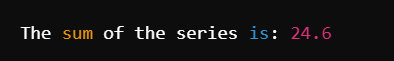 The sum of the series is: 24.6